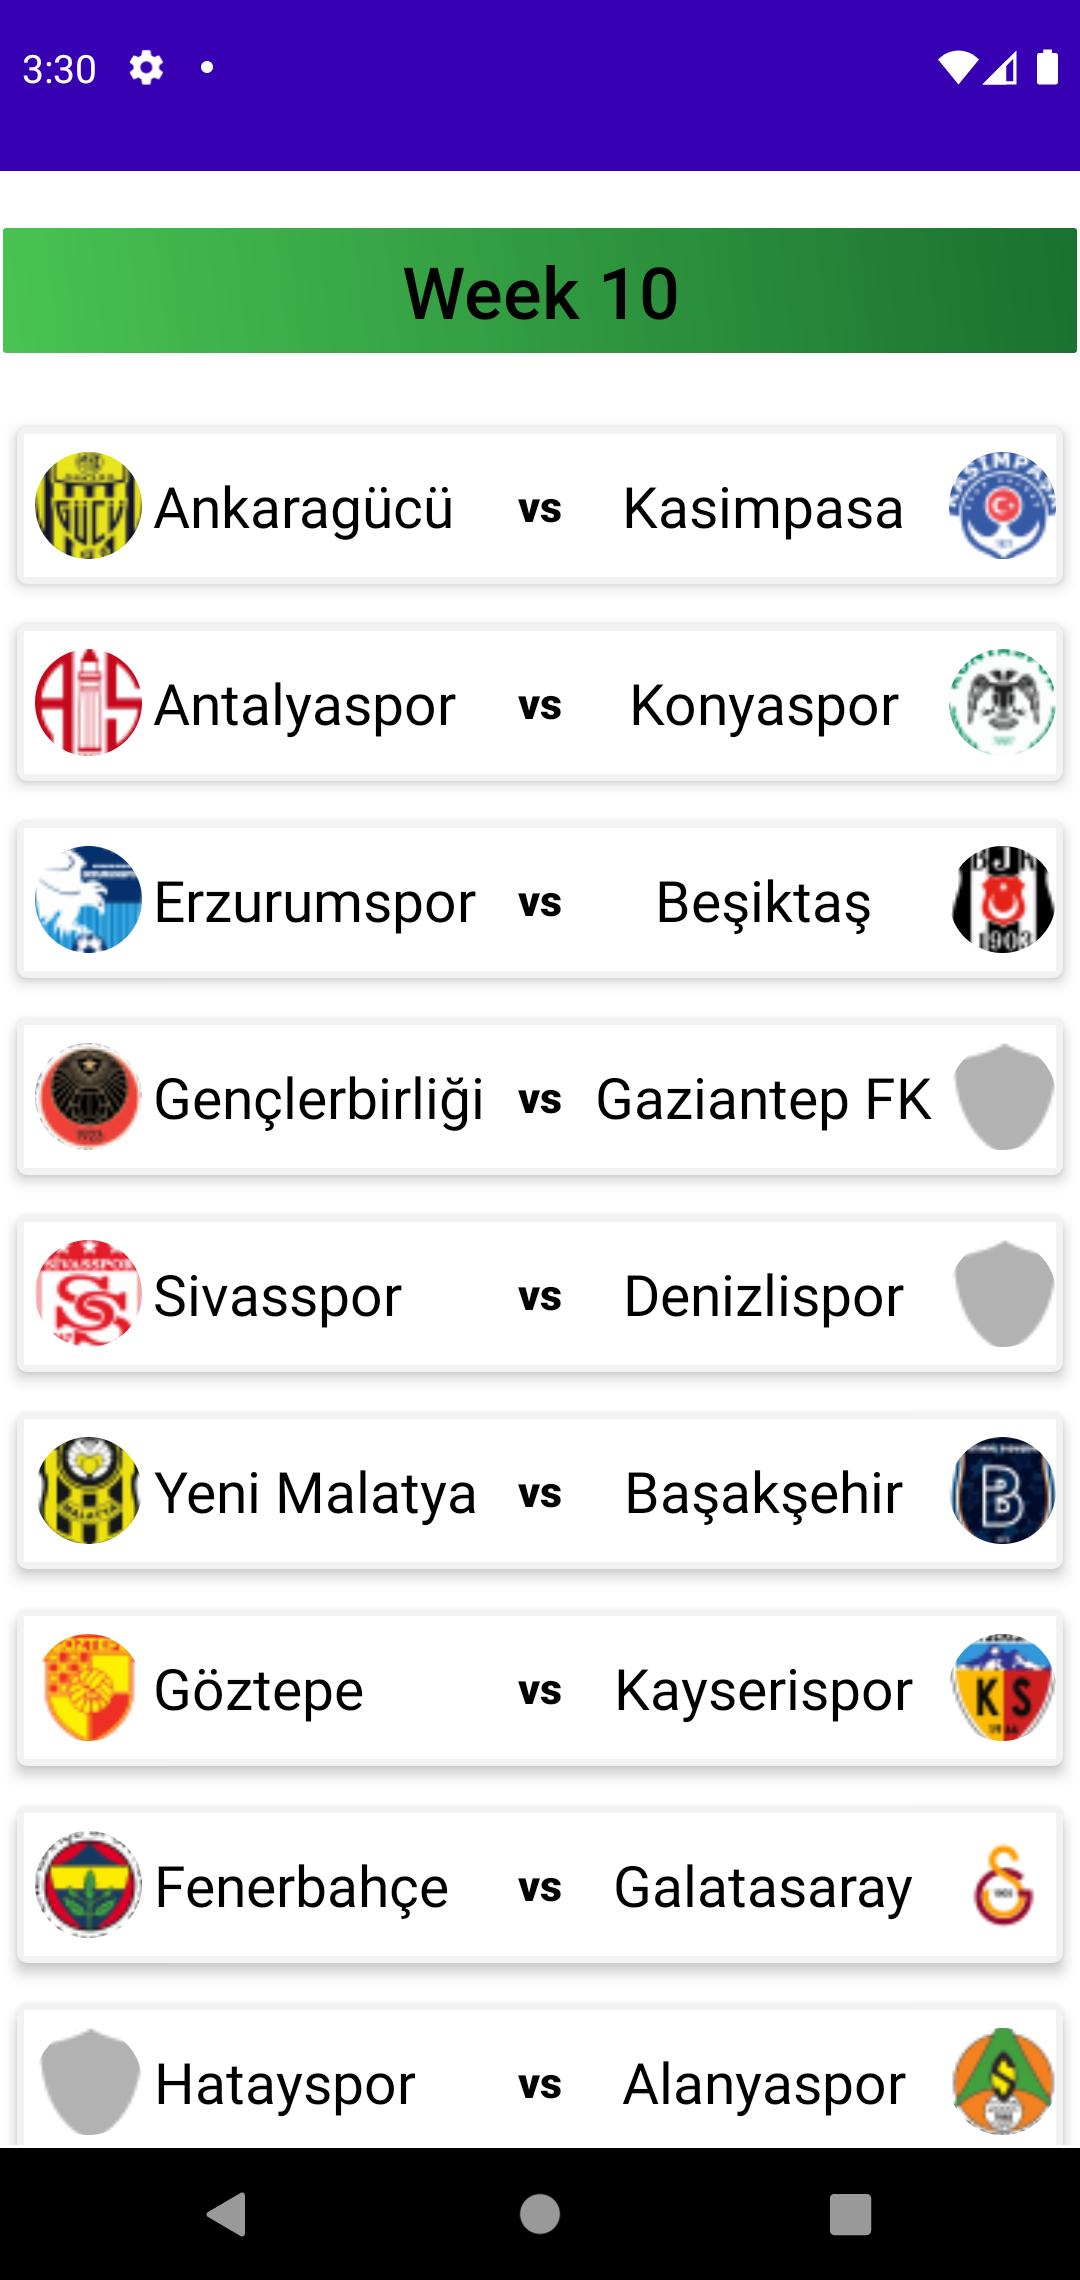 3:30
Week 10
Ankaragücü vs Kasimpasa
Antalyaspor vs Konyaspor
Erzurumspor vs Beşiktaş
Gençlerbirliği vs Gaziantep FK
Sivasspor vs Denizlispor
Yeni Malatya vs Başakşehir
Göztepe vs Kayserispor
Fenerbahçe vs Galatasaray
Hatayspor vs Alanyaspor